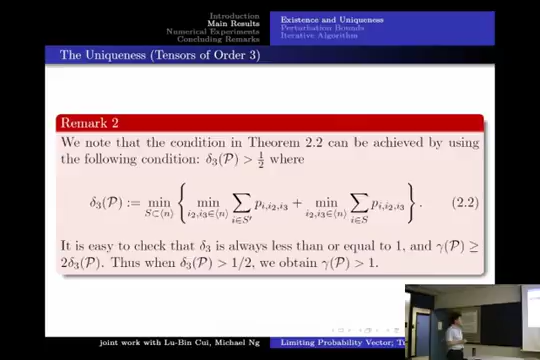 Introduction
Main Results
Numerical Experiments
Concluding Remarks
Existence and Uniqueness
Perturbation Bounds
Iterative Algorithm
The Uniqueness (Tensors of Order 3)
Remark 2
We note that the condition in Theorem 2.2 can be achieved by using
the following condition: δ₃(𝒫) > 1/2 where
δ₃(𝒫) := min_{S⊂⟨n⟩} { min_{i₂,i₃∈⟨n⟩} ∑_{i∈S′} p_{i,i₂,i₃} + min_{i₂,i₃∈⟨n⟩} ∑_{i∈S} p_{i,i₂,i₃} }. (2.2)
It is easy to check that δ₃ is always less than or equal to 1, and γ(𝒫) ≥
2δ₃(𝒫). Thus when δ₃(𝒫) > 1/2, we obtain γ(𝒫) > 1.
joint work with Lu-Bin Cui, Michael Ng
Limiting Probability Vector;